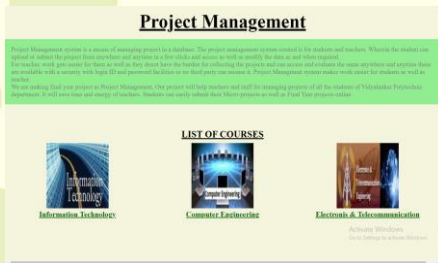 Project Management
Project Management system is a means of managing project in a database. The project management system created is for students and teachers. Wherein the student can
upload or submit the project from anywhere and anytime in a few clicks and access as well as modify the data as and when required.
For teacher work gets easier for them as well as they doesnt have the burden for collecting the projects and can access and evaluate the same anywhere and anytime these
are available with a security with login ID and password facilities so no third party can misuse it. Project Management system makes work easier for students as well as
teacher.
We are making final year project as Project Management. Our project will help teachers and staff for managing projects of all the students of Vidyalankar Polytechnic
department. It will save time and energy of teachers. Students can easily submit their Micro-projects as well as Final Year projects online.
LIST OF COURSES
Information
Technology
Computer Engineering
Electronics &
Telecommunication
Engineering
Information Technology
Computer Engineering
Electronis & Telecommunication
Activate Windows
Go to Settings to activate Windows.